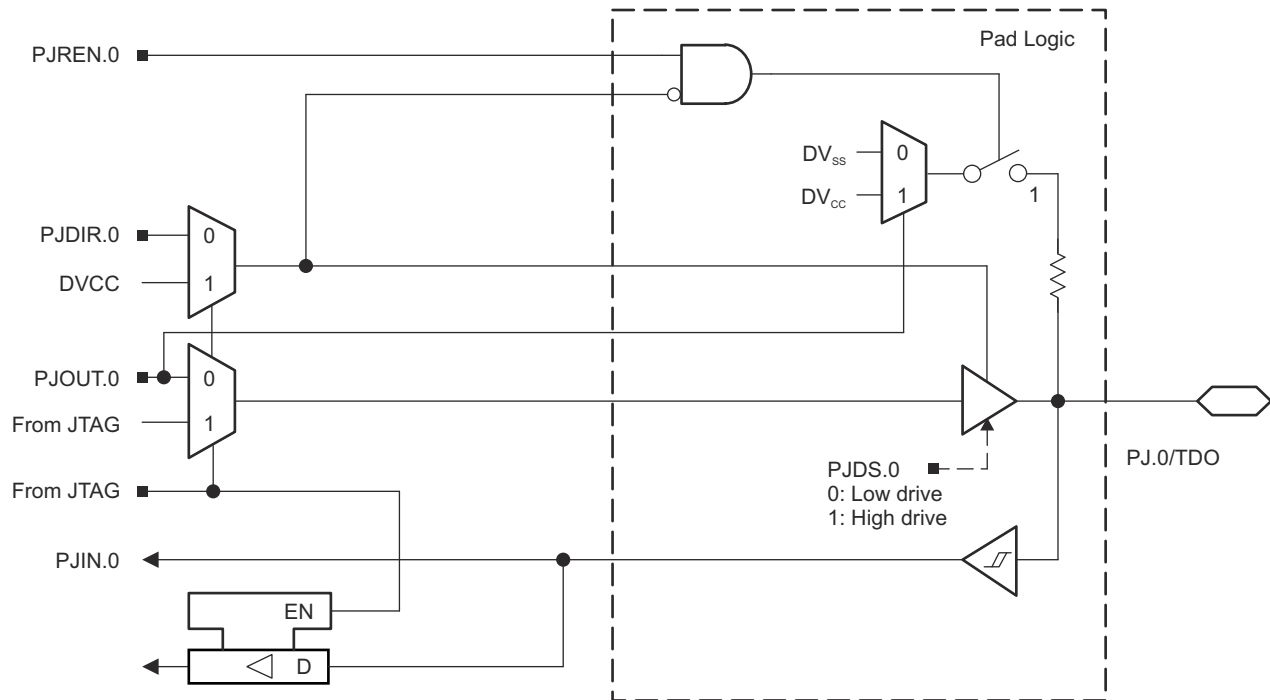 Pad Logic
PJREN.0
DVSS
0
DVCC
1
1
PJDIR.0
0
DVCC
1
PJOUT.0
0
From JTAG
1
PJDS.0
0: Low drive
1: High drive
PJ.0/TDO
From JTAG
PJIN.0
EN
D